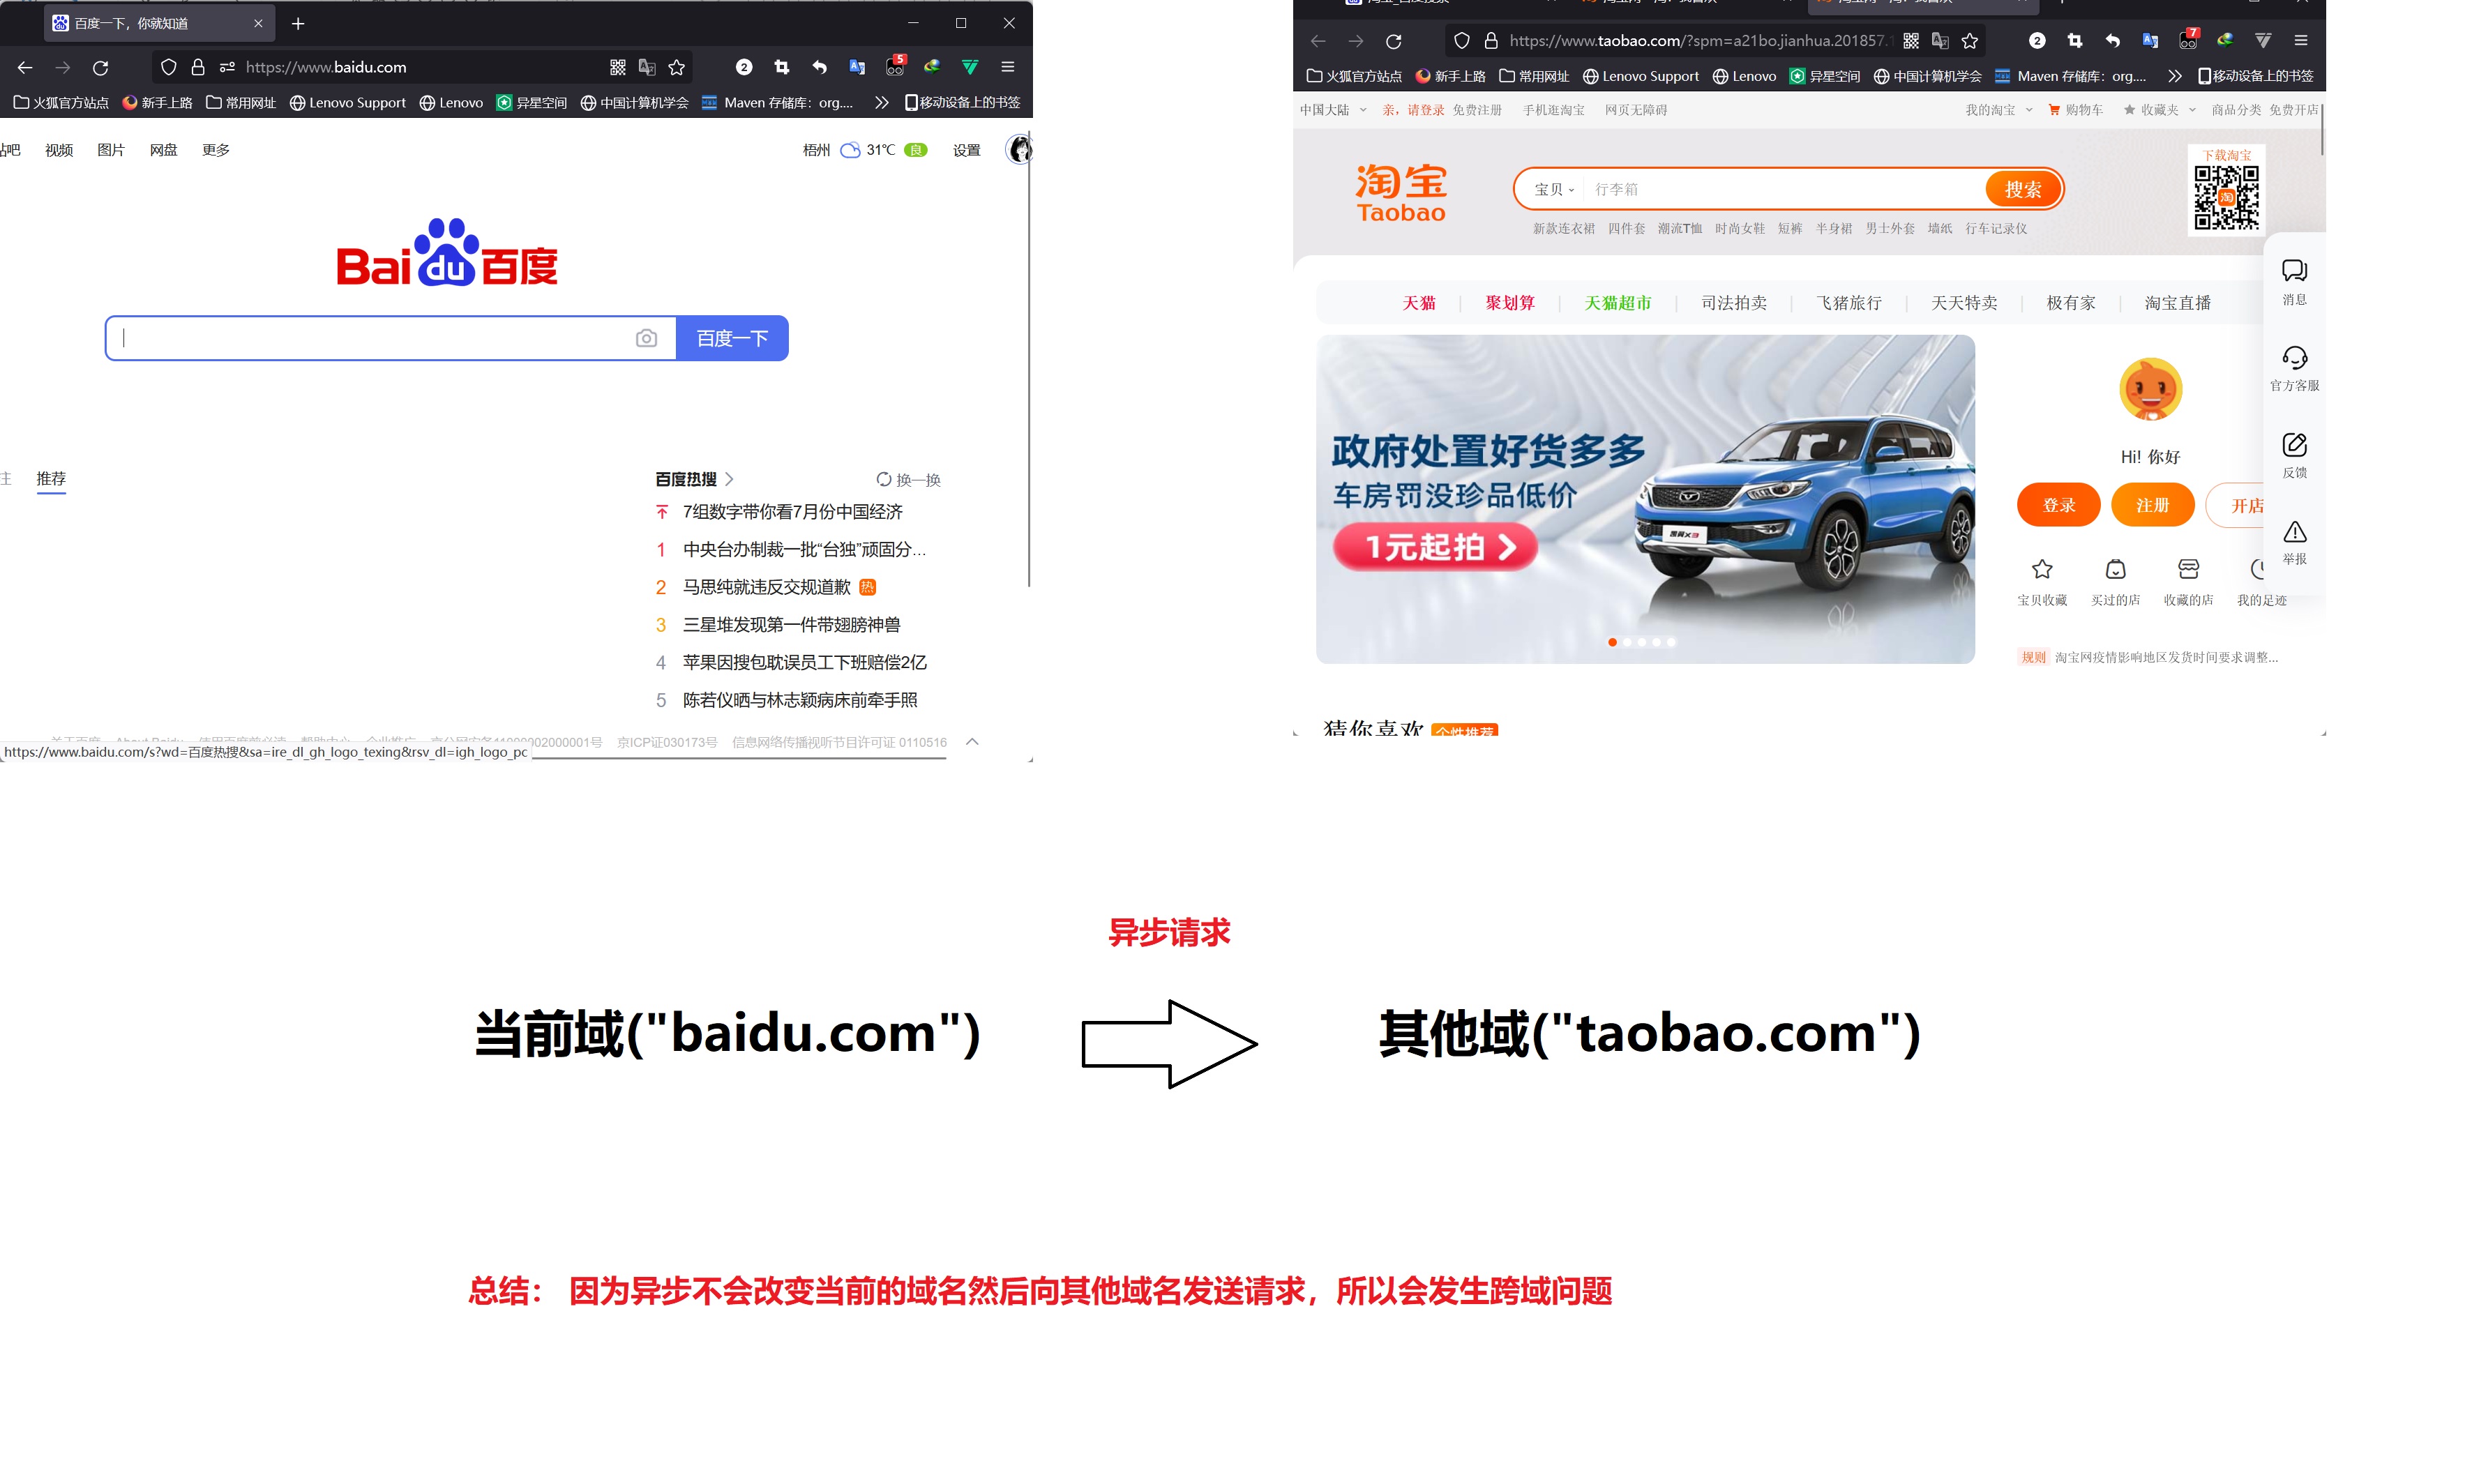 百度一下，你就知道
https://www.baidu.com
2
5
火狐官方站点 新手上路 常用网址 Lenovo Support Lenovo 异星空间 中国计算机学会 Maven 存储库：org.... 移动设备上的书签
贴吧 视频 图片 网盘 更多
梧州 31℃ 良 设置
Bai du 百度
百度一下
推荐
百度热搜 换一换
7组数字带你看7月份中国经济
1 中央台办制裁一批“台独”顽固分...
2 马思纯就违反交规道歉 热
3 三星堆发现第一件带翅膀神兽
4 苹果因搜包耽误员工下班赔偿2亿
5 陈若仪晒与林志颖病床前牵手照
京ICP证030173号 信息网络传播视听节目许可证 0110516
https://www.baidu.com/s?wd=百度热搜&sa=ire_dl_gh_logo_texing&rsv_dl=igh_logo_pc
https://www.taobao.com/?spm=a21bo.jianhua.201857.1
2
7
火狐官方站点 新手上路 常用网址 Lenovo Support Lenovo 异星空间 中国计算机学会 Maven 存储库：org.... 移动设备上的书签
中国大陆 亲，请登录 免费注册 手机逛淘宝 网页无障碍 我的淘宝 购物车 收藏夹 商品分类 免费开店
淘宝
Taobao
宝贝 行李箱 搜索
新款连衣裙 四件套 潮流T恤 时尚女鞋 短裤 半身裙 男士外套 墙纸 行车记录仪
下载淘宝
淘
天猫 聚划算 天猫超市 司法拍卖 飞猪旅行 天天特卖 极有家 淘宝直播
政府处置好货多多
车房罚没珍品低价
1元起拍
Hi! 你好
登录 注册 开店
宝贝收藏 买过的店 收藏的店 我的足迹
规则 淘宝网疫情影响地区发货时间要求调整...
消息
官方客服
反馈
举报
猜你喜欢 个性推荐
异步请求
当前域("baidu.com")
其他域("taobao.com")
总结： 因为异步不会改变当前的域名然后向其他域名发送请求，所以会发生跨域问题